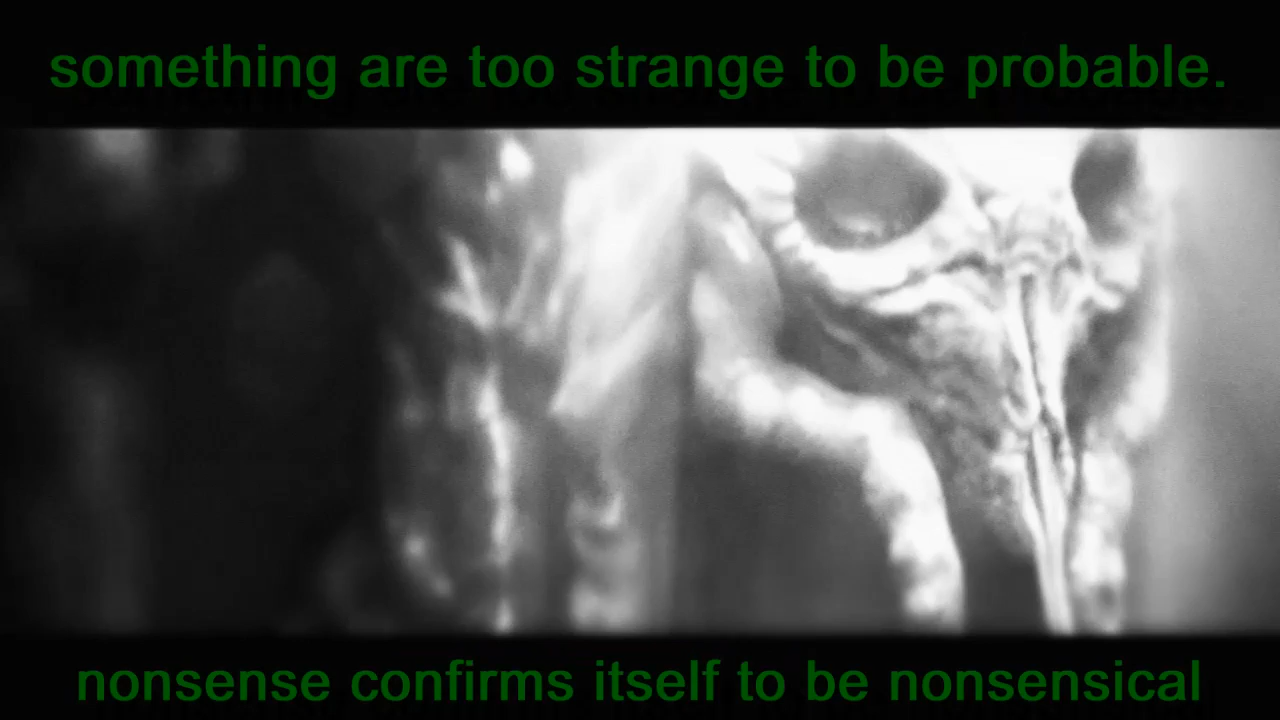 something are too strange to be probable.
nonsense confirms itself to be nonsensical